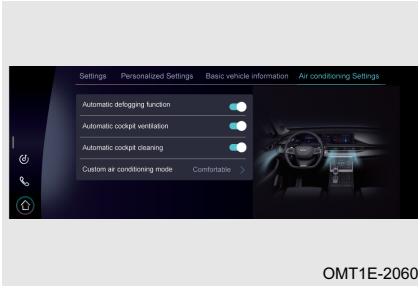 Settings Personalized Settings Basic vehicle information Air conditioning Settings
Automatic defogging function
Automatic cockpit ventilation
Automatic cockpit cleaning
Custom air conditioning mode Comfortable >
OMT1E-2060